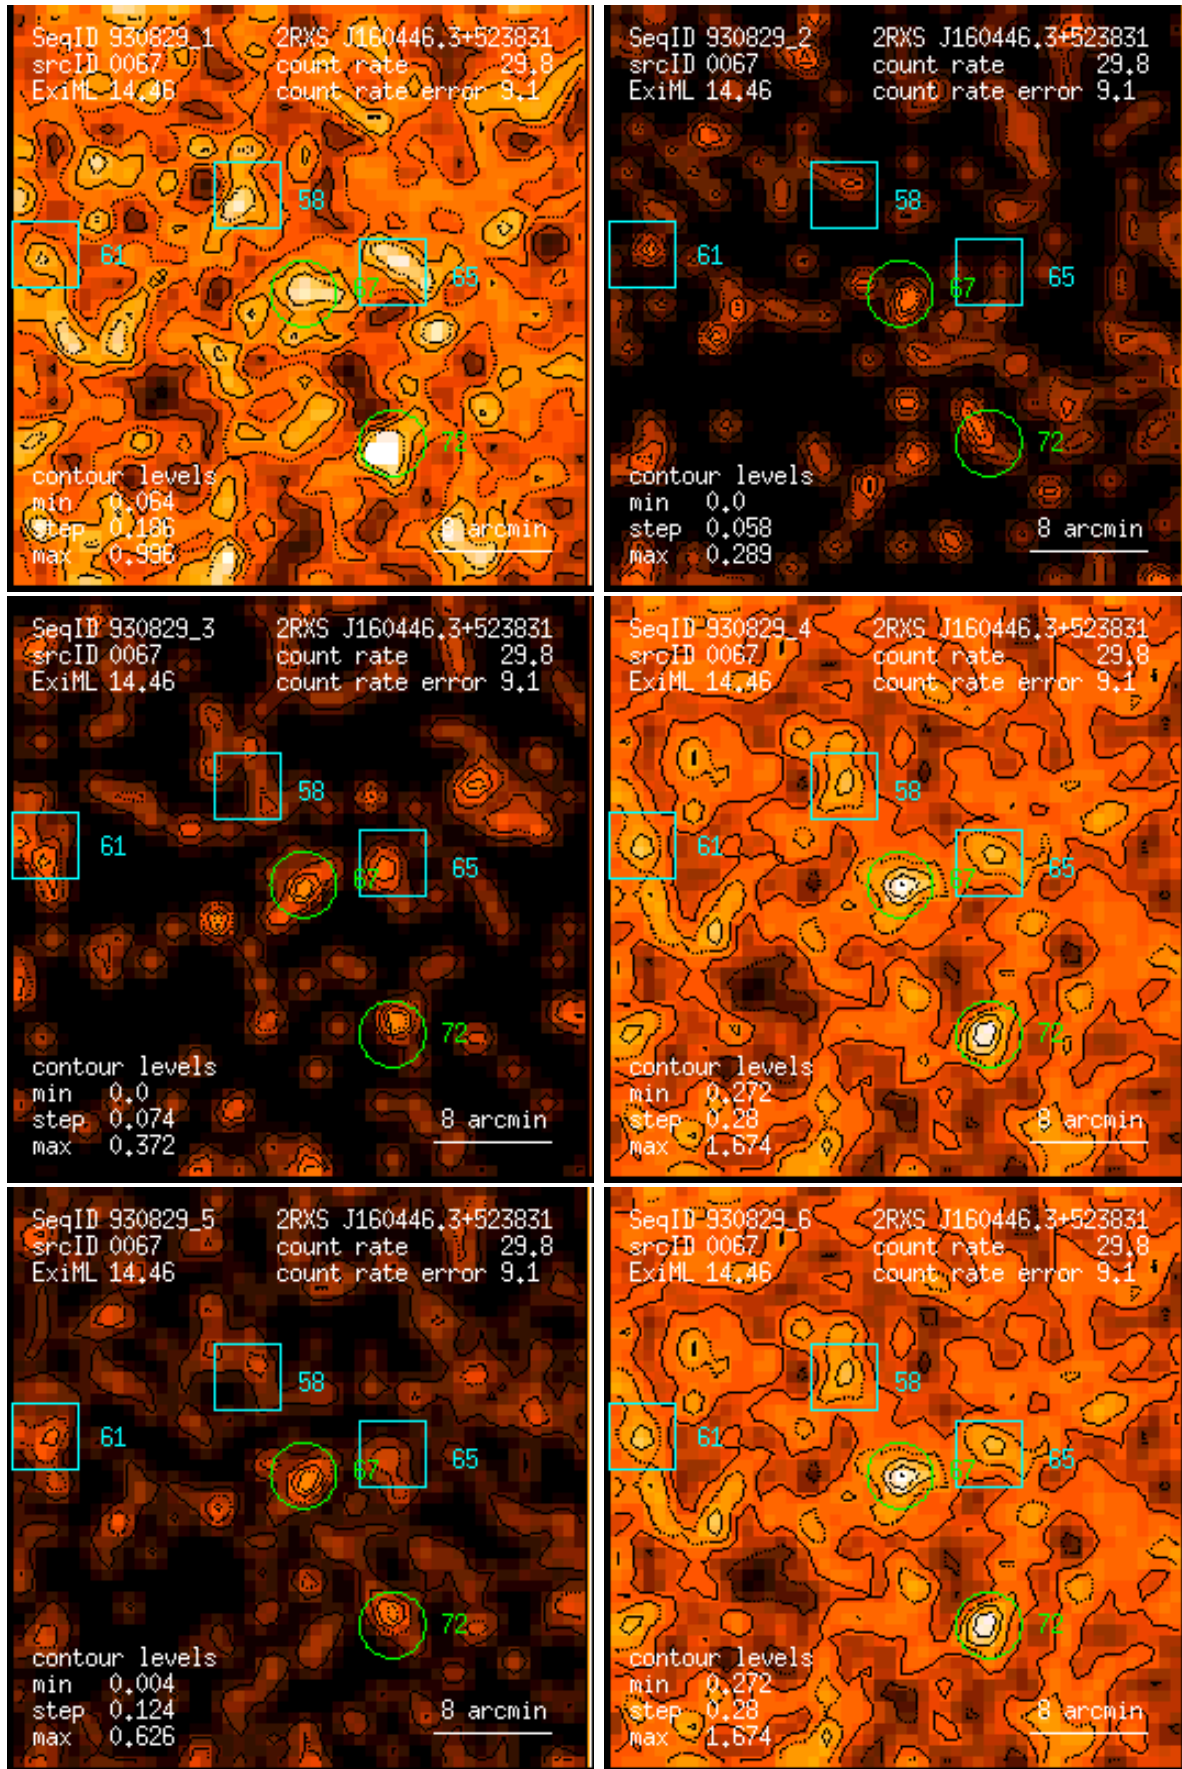 SeqID 930829_1 2RXS J160446.3+523831
srcID 0067 count rate 29.8
ExiML 14.46 count rate error 9.1
58
61
65
67
72
contour levels
min 0.064
step 0.186
max 0.996
8 arcmin
SeqID 930829_2 2RXS J160446.3+523831
srcID 0067 count rate 29.8
ExiML 14.46 count rate error 9.1
58
61
65
67
72
contour levels
min 0.0
step 0.058
max 0.289
8 arcmin
SeqID 930829_3 2RXS J160446.3+523831
srcID 0067 count rate 29.8
ExiML 14.46 count rate error 9.1
58
61
65
67
72
contour levels
min 0.0
step 0.074
max 0.372
8 arcmin
SeqID 930829_4 2RXS J160446.3+523831
srcID 0067 count rate 29.8
ExiML 14.46 count rate error 9.1
58
61
65
67
72
contour levels
min 0.272
step 0.28
max 1.674
8 arcmin
SeqID 930829_5 2RXS J160446.3+523831
srcID 0067 count rate 29.8
ExiML 14.46 count rate error 9.1
58
61
65
67
72
contour levels
min 0.004
step 0.124
max 0.626
8 arcmin
SeqID 930829_6 2RXS J160446.3+523831
srcID 0067 count rate 29.8
ExiML 14.46 count rate error 9.1
58
61
65
67
72
contour levels
min 0.272
step 0.28
max 1.674
8 arcmin